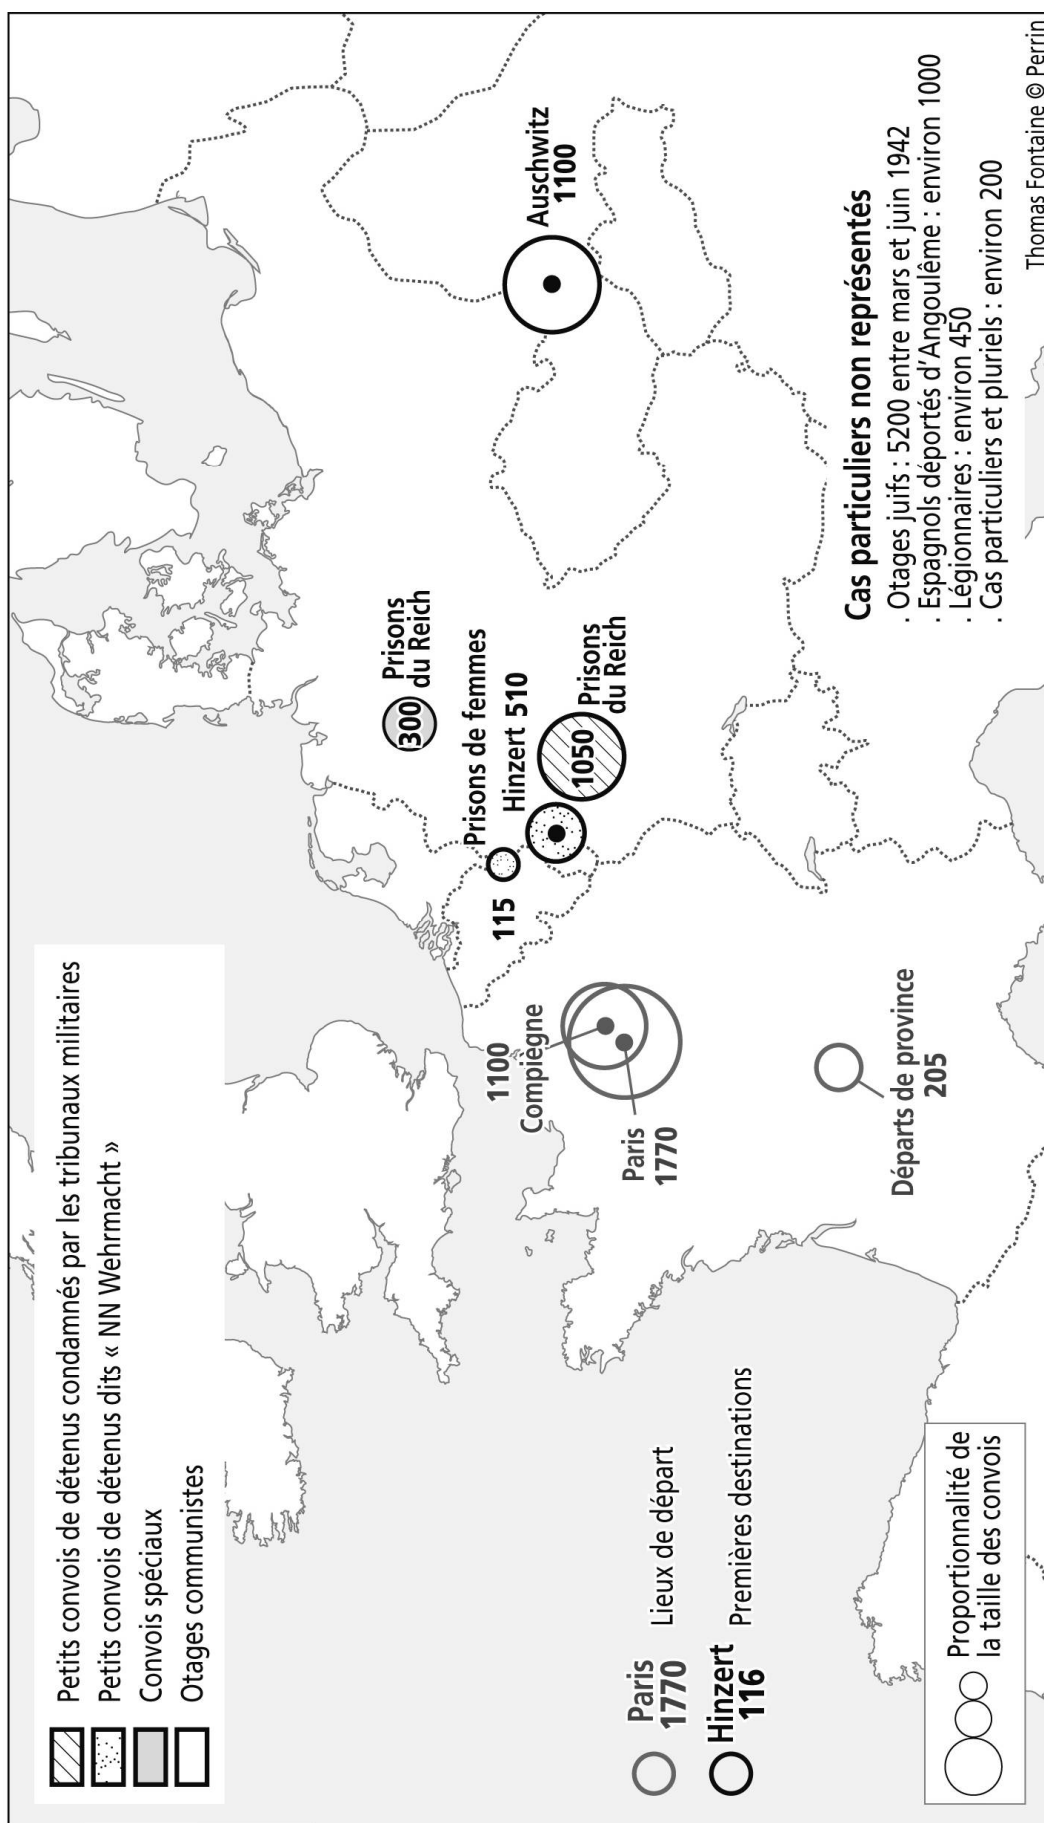 Petits convois de détenus condamnés par les tribunaux militaires
Petits convois de détenus dits « NN Wehrmacht »
Convois spéciaux
Otages communistes
300
Prisons
du Reich
Prisons de femmes
115
Hinzert 510
1050
Prisons
du Reich
Auschwitz
1100
1100
Compiègne
Paris
1770
Départs de province
205
Paris
1770
Lieux de départ
Hinzert
116
Premières destinations
Proportionnalité de
la taille des convois
Cas particuliers non représentés
. Otages juifs : 5200 entre mars et juin 1942
. Espagnols déportés d’Angoulême : environ 1000
. Légionnaires : environ 450
. Cas particuliers et pluriels : environ 200
Thomas Fontaine © Perrin